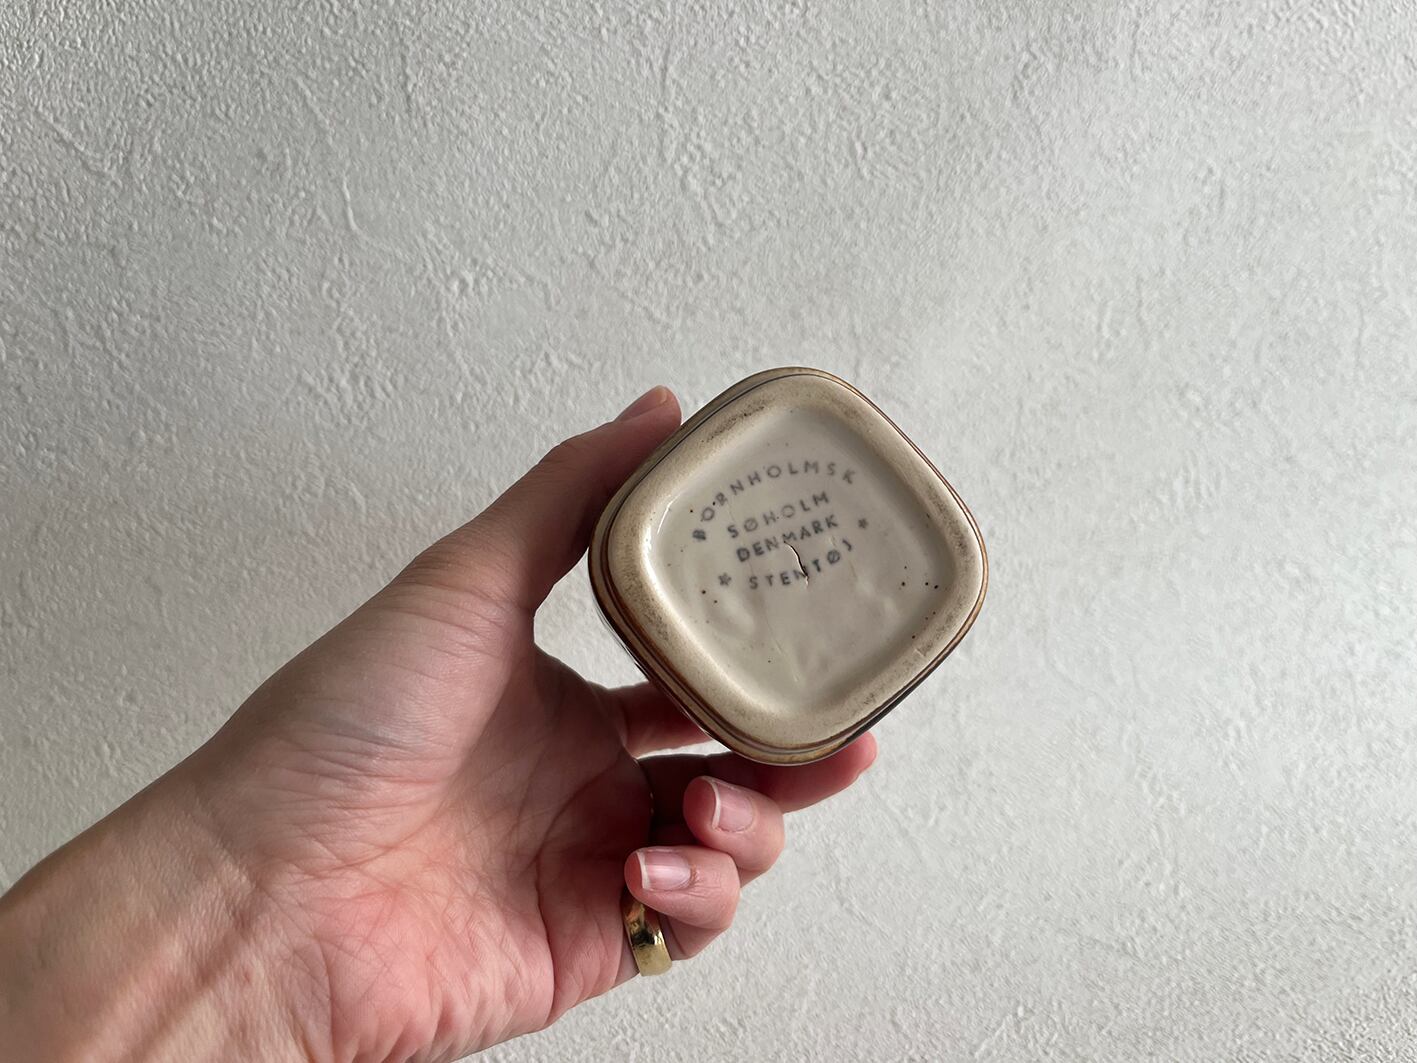 BORNHOLMSK
SØHOLM
DENMARK
* STENTØJ *